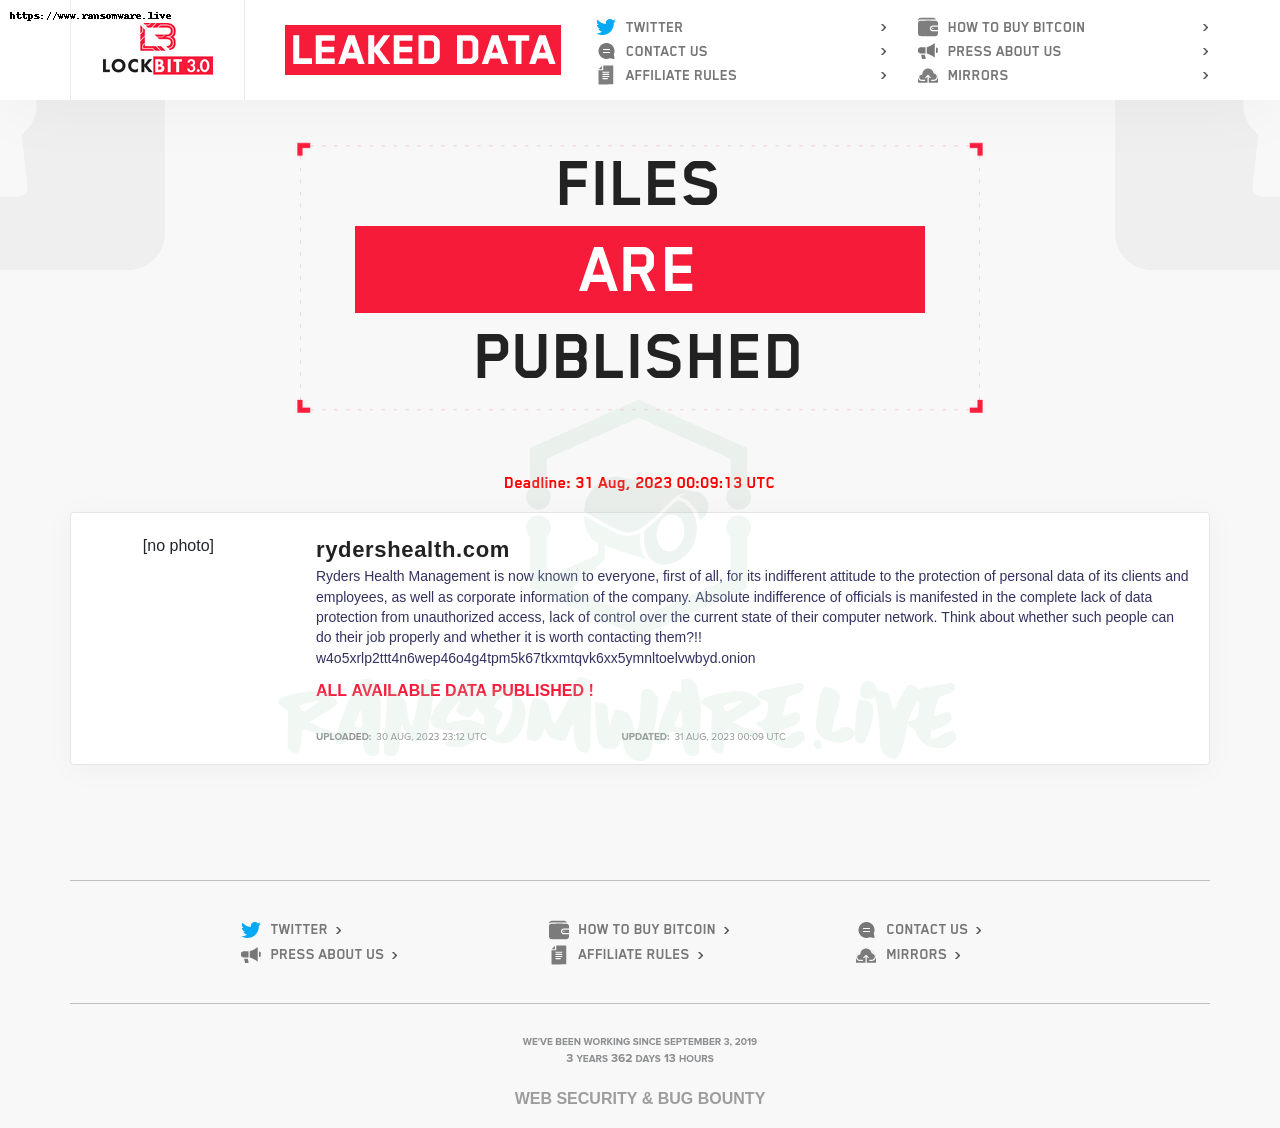 https://www.ransomware.live
LOCKBIT 3.0
LEAKED DATA
TWITTER
CONTACT US
AFFILIATE RULES
HOW TO BUY BITCOIN
PRESS ABOUT US
MIRRORS
FILES
ARE
PUBLISHED
Deadline: 31 Aug, 2023 00:09:13 UTC
[no photo]
rydershealth.com
Ryders Health Management is now known to everyone, first of all, for its indifferent attitude to the protection of personal data of its clients and
employees, as well as corporate information of the company. Absolute indifference of officials is manifested in the complete lack of data
protection from unauthorized access, lack of control over the current state of their computer network. Think about whether such people can
do their job properly and whether it is worth contacting them?!!
w4o5xrlp2ttt4n6wep46o4g4tpm5k67tkxmtqvk6xx5ymnltoelvwbyd.onion
ALL AVAILABLE DATA PUBLISHED !
RANSOMWARE.LIVE
UPLOADED: 30 AUG, 2023 23:12 UTC
UPDATED: 31 AUG, 2023 00:09 UTC
TWITTER
HOW TO BUY BITCOIN
CONTACT US
PRESS ABOUT US
AFFILIATE RULES
MIRRORS
WE'VE BEEN WORKING SINCE SEPTEMBER 3, 2019
3 YEARS 362 DAYS 13 HOURS
WEB SECURITY & BUG BOUNTY